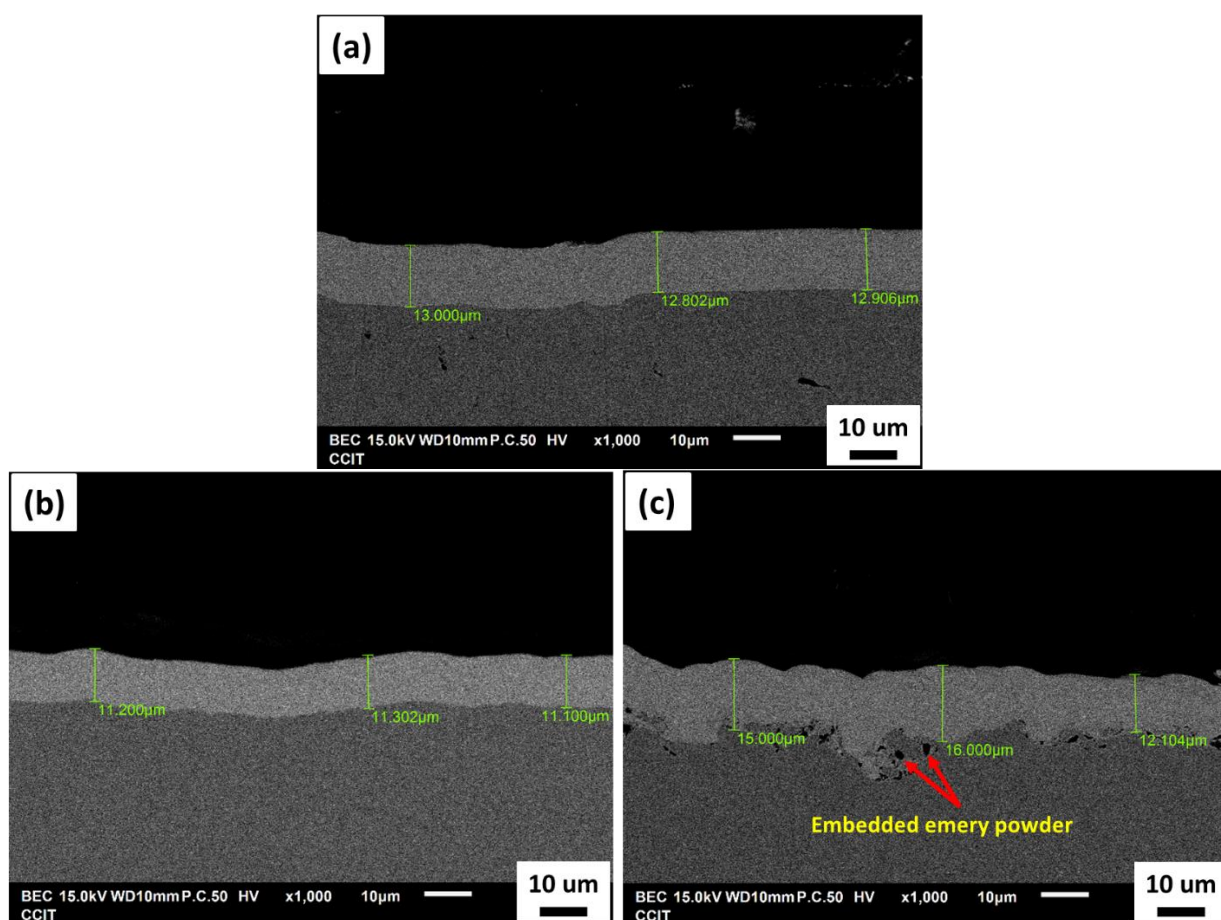 (a)
13.000µm
12.802µm
12.906µm
10 um
BEC 15.0kV WD10mm P.C.50 HV x1,000 10µm
CCIT
(b)
11.200µm
11.302µm
11.100µm
10 um
BEC 15.0kV WD10mm P.C.50 HV x1,000 10µm
CCIT
(c)
15.000µm
16.000µm
12.104µm
Embedded emery powder
10 um
BEC 15.0kV WD10mm P.C.50 HV x1,000 10µm
CCIT